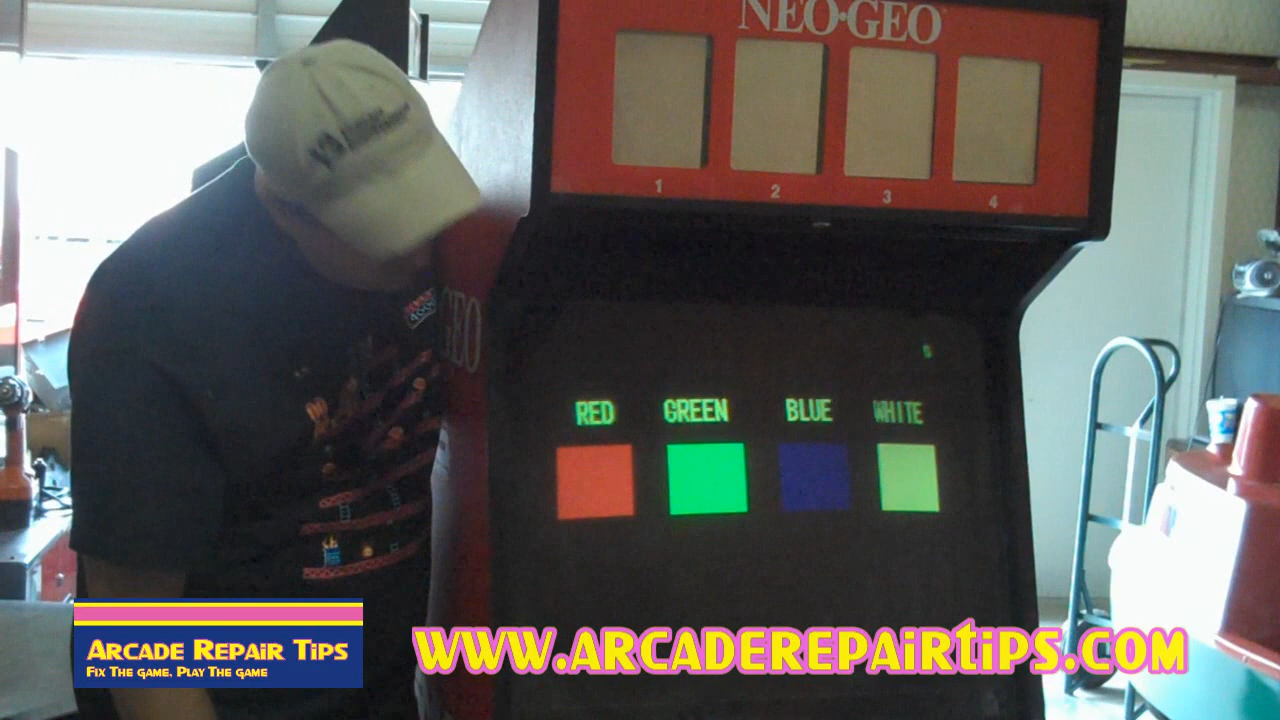 NEO•GEO
1 2 3 4
GEO
RED GREEN BLUE WHITE
ARCADE REPAIR TIPS
FIX THE GAME, PLAY THE GAME
WWW.ARCADEREPAIRTIPS.COM